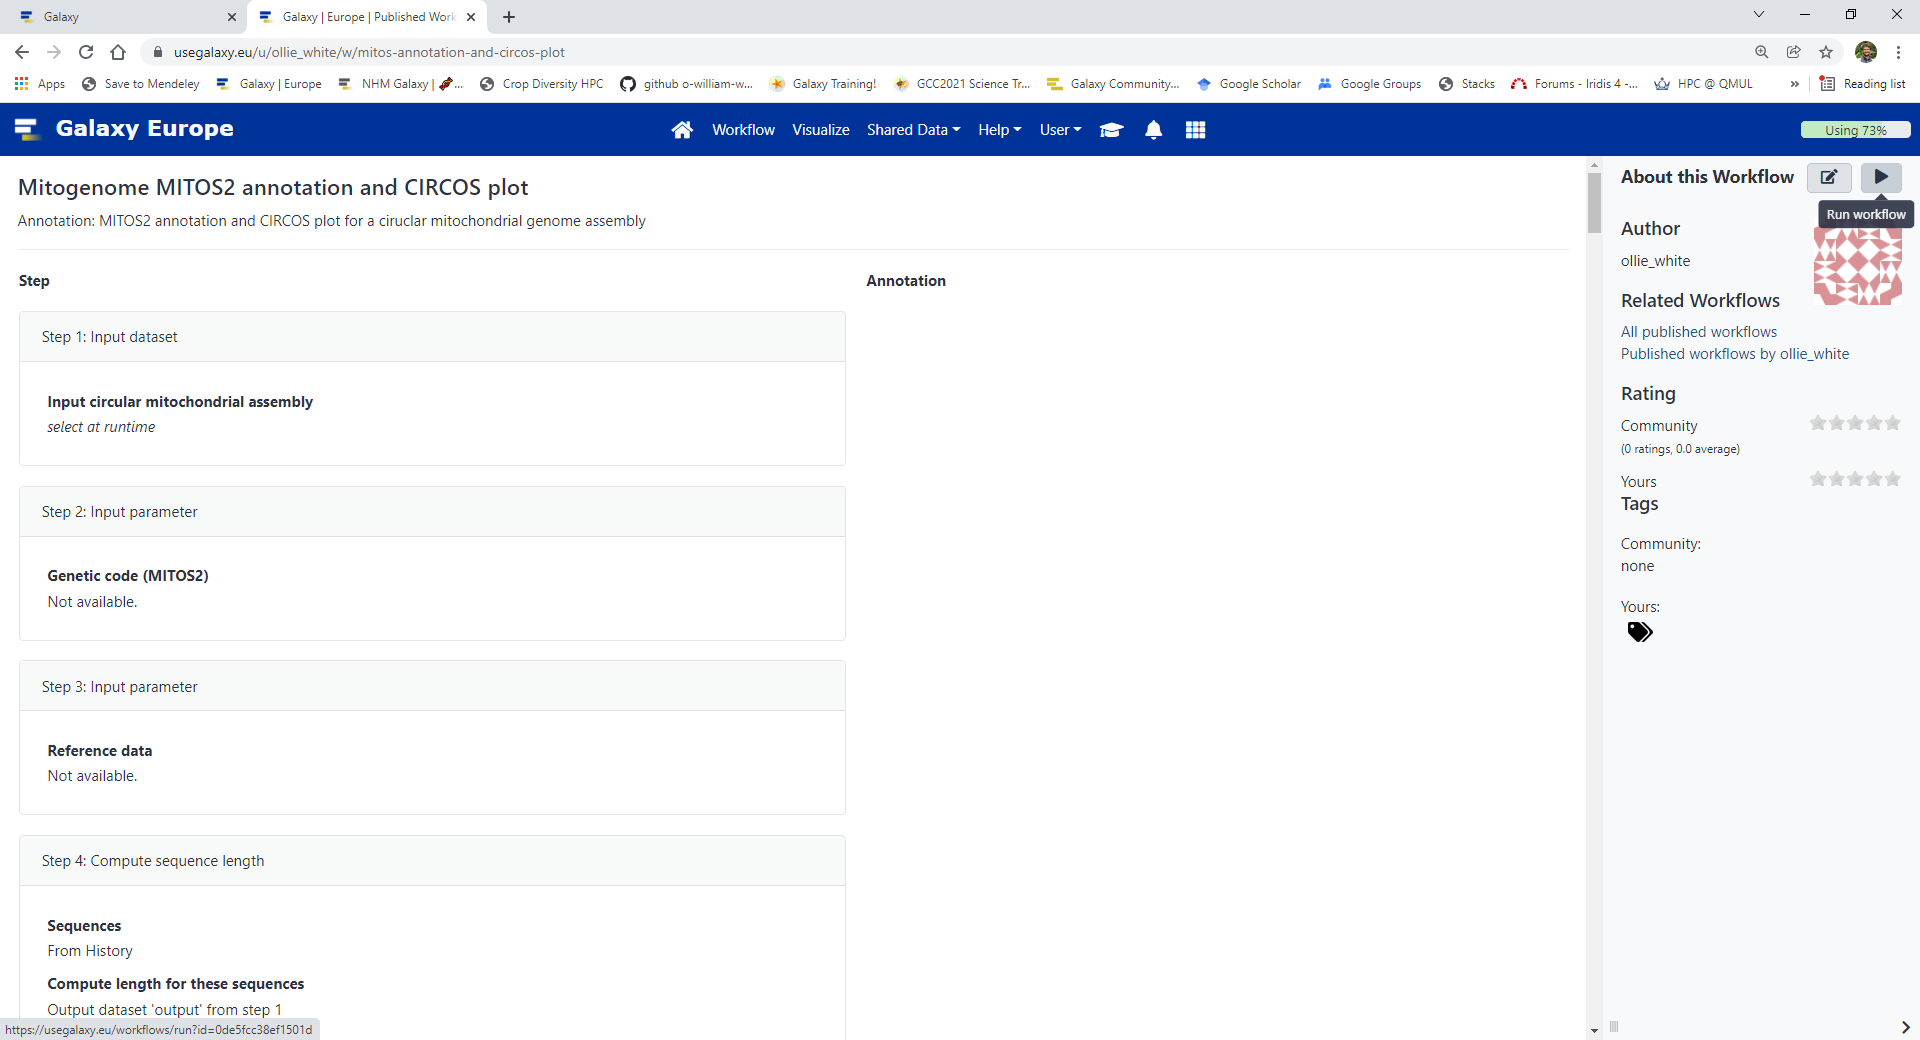 Galaxy
Galaxy | Europe | Published Work
usegalaxy.eu/u/ollie_white/w/mitos-annotation-and-circos-plot
Apps Save to Mendeley Galaxy | Europe NHM Galaxy | ... Crop Diversity HPC github o-william-w... Galaxy Training! GCC2021 Science Tr... Galaxy Community... Google Scholar Google Groups Stacks Forums - Iridis 4 -... HPC @ QMUL » Reading list
Galaxy Europe Workflow Visualize Shared Data Help User Using 73%
Mitogenome MITOS2 annotation and CIRCOS plot
Annotation: MITOS2 annotation and CIRCOS plot for a ciruclar mitochondrial genome assembly
Step Annotation
Step 1: Input dataset
Input circular mitochondrial assembly
select at runtime
Step 2: Input parameter
Genetic code (MITOS2)
Not available.
Step 3: Input parameter
Reference data
Not available.
Step 4: Compute sequence length
Sequences
From History
Compute length for these sequences
Output dataset 'output' from step 1
https://usegalaxy.eu/workflows/run?id=0de5fcc38ef1501d
About this Workflow
Run workflow
Author
ollie_white
Related Workflows
All published workflows
Published workflows by ollie_white
Rating
Community
(0 ratings, 0.0 average)
Yours
Tags
Community:
none
Yours: